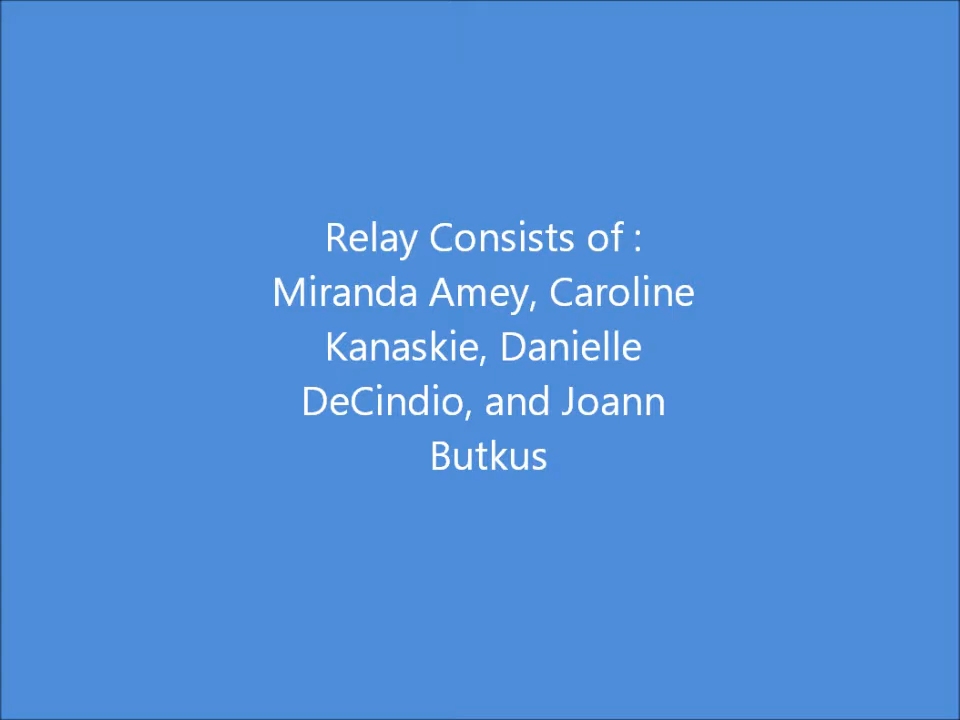 Relay Consists of :
Miranda Amey, Caroline
Kanaskie, Danielle
DeCindio, and Joann
Butkus